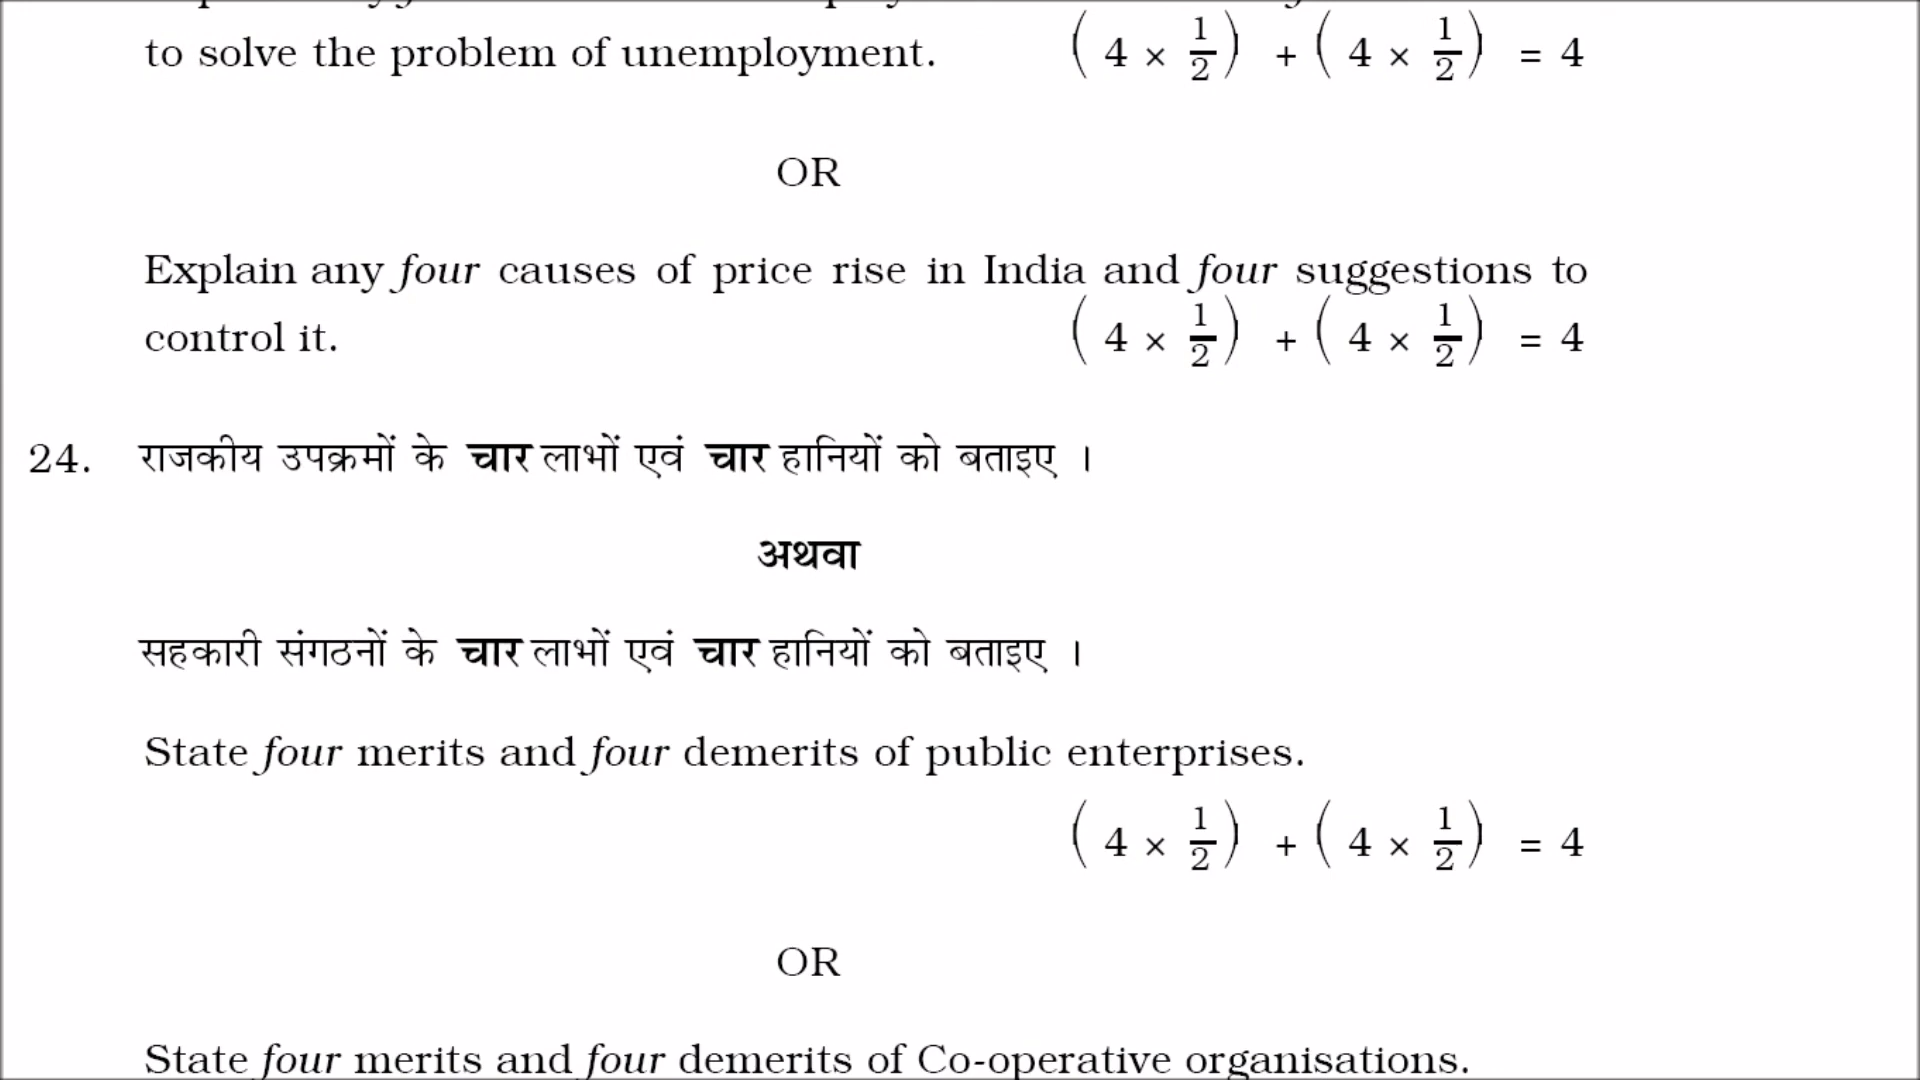 to solve the problem of unemployment. ( 4 × 1/2 ) + ( 4 × 1/2 ) = 4
OR
Explain any four causes of price rise in India and four suggestions to
control it. ( 4 × 1/2 ) + ( 4 × 1/2 ) = 4
24. राजकीय उपक्रमों के चार लाभों एवं चार हानियों को बताइए ।
अथवा
सहकारी संगठनों के चार लाभों एवं चार हानियों को बताइए ।
State four merits and four demerits of public enterprises.
( 4 × 1/2 ) + ( 4 × 1/2 ) = 4
OR
State four merits and four demerits of Co-operative organisations.